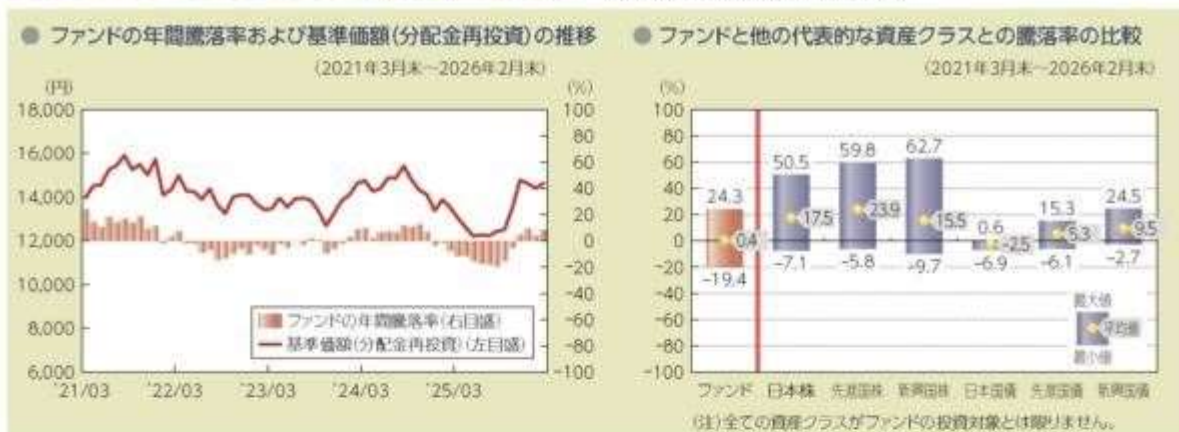 ● ファンドの年間騰落率および基準価額(分配金再投資)の推移
(2021年3月末~2026年2月末)
(円)
(%)
18,000
16,000
14,000
12,000
10,000
8,000
6,000
100
80
60
40
20
0
-20
-40
-60
-80
-100
ファンドの年間騰落率(右目盛)
基準価額(分配金再投資)(左目盛)
'21/03 '22/03 '23/03 '24/03 '25/03
● ファンドと他の代表的な資産クラスとの騰落率の比較
(2021年3月末~2026年2月末)
(%)
100
80
60
40
20
0
-20
-40
-60
-80
-100
24.3 50.5 59.8 62.7 0.6 15.3 24.5
0.4 17.5 23.9 15.5 -2.5 5.3 9.5
-19.4 -7.1 -5.8 -9.7 -6.9 -6.1 -2.7
最大値
平均値
最小値
ファンド 日本株 先進国株 新興国株 日本国債 先進国債 新興国債
(注)全ての資産クラスがファンドの投資対象とは限りません。